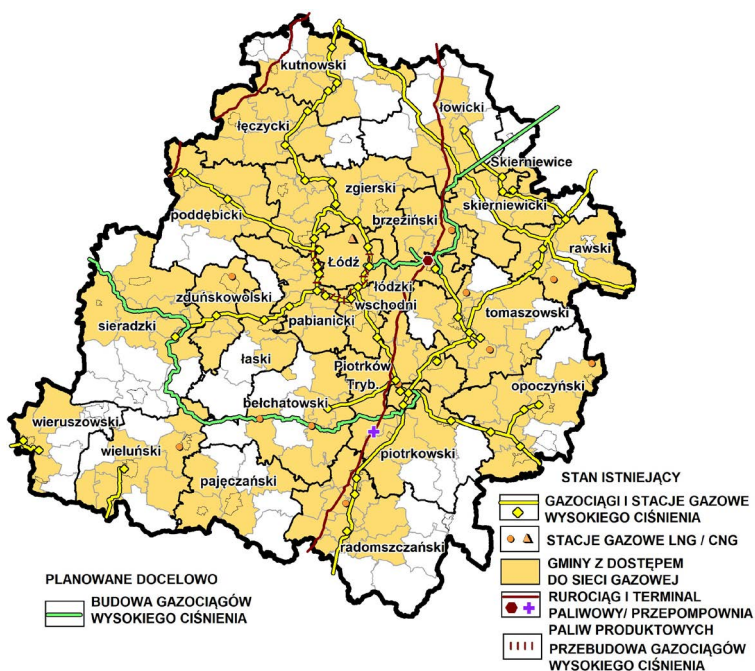 kutnowski
łowicki
łęczycki
Skierniewice
zgierski
skierniewicki
brzeziński
poddębicki
rawski
Łódź
łódzki
wschodni
zduńskowolski
tomaszowski
sieradzki
pabianicki
łaski
Piotrków
Tryb.
opoczyński
bełchatowski
wieruszowski
wieluński
piotrkowski
pajęczański
radomszczański
STAN ISTNIEJĄCY
GAZOCIĄGI I STACJE GAZOWE
WYSOKIEGO CIŚNIENIA
STACJE GAZOWE LNG / CNG
GMINY Z DOSTĘPEM
DO SIECI GAZOWEJ
RUROCIĄG I TERMINAL
PALIWOWY/ PRZEPOMPOWNIA
PALIW PRODUKTOWYCH
PRZEBUDOWA GAZOCIĄGÓW
WYSOKIEGO CIŚNIENIA
PLANOWANE DOCELOWO
BUDOWA GAZOCIĄGÓW
WYSOKIEGO CIŚNIENIA